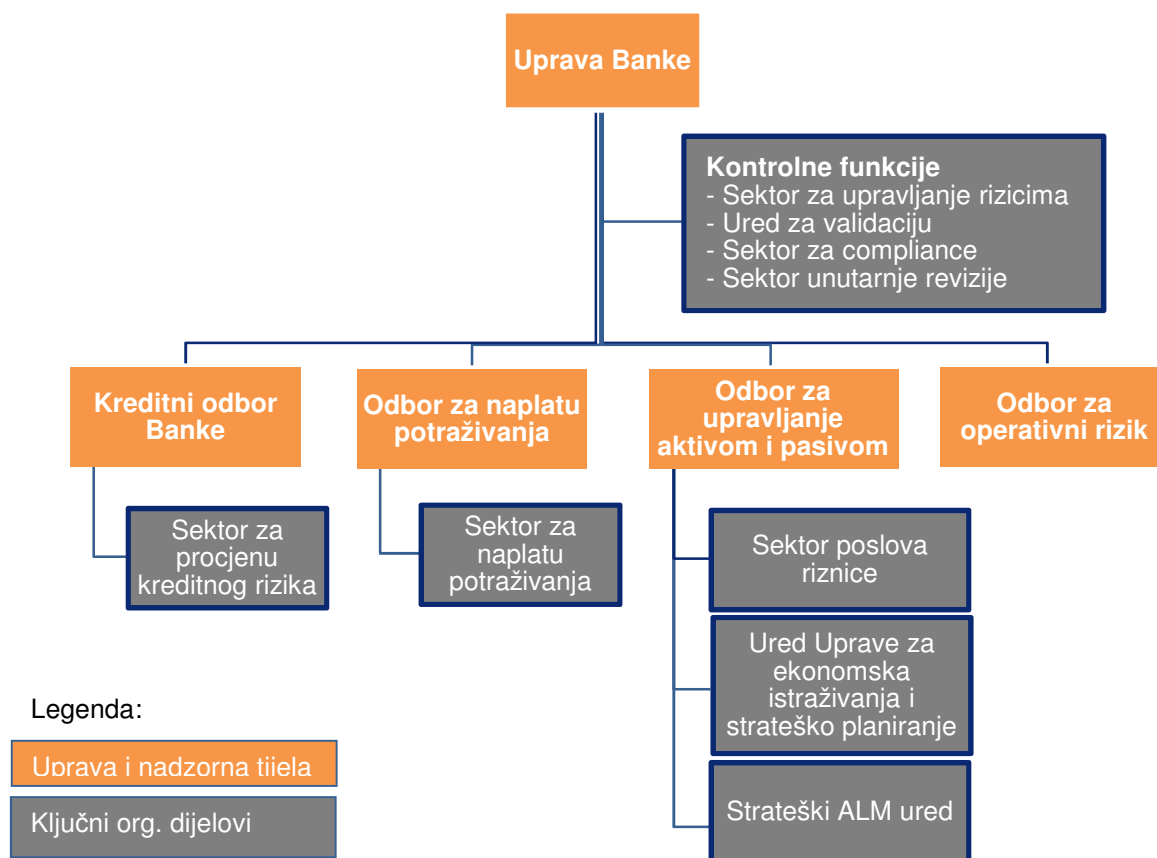 Uprava Banke
Kontrolne funkcije
- Sektor za upravljanje rizicima
- Ured za validaciju
- Sektor za compliance
- Sektor unutarnje revizije
Kreditni odbor
Banke
Odbor za naplatu
potraživanja
Odbor za
upravljanje
aktivom i pasivom
Odbor za
operativni rizik
Sektor za
procjenu
kreditnog rizika
Sektor za
naplatu
potraživanja
Sektor poslova
riznice
Ured Uprave za
ekonomska
istraživanja i
strateško planiranje
Strateški ALM ured
Legenda:
Uprava i nadzorna tijela
Ključni org. dijelovi